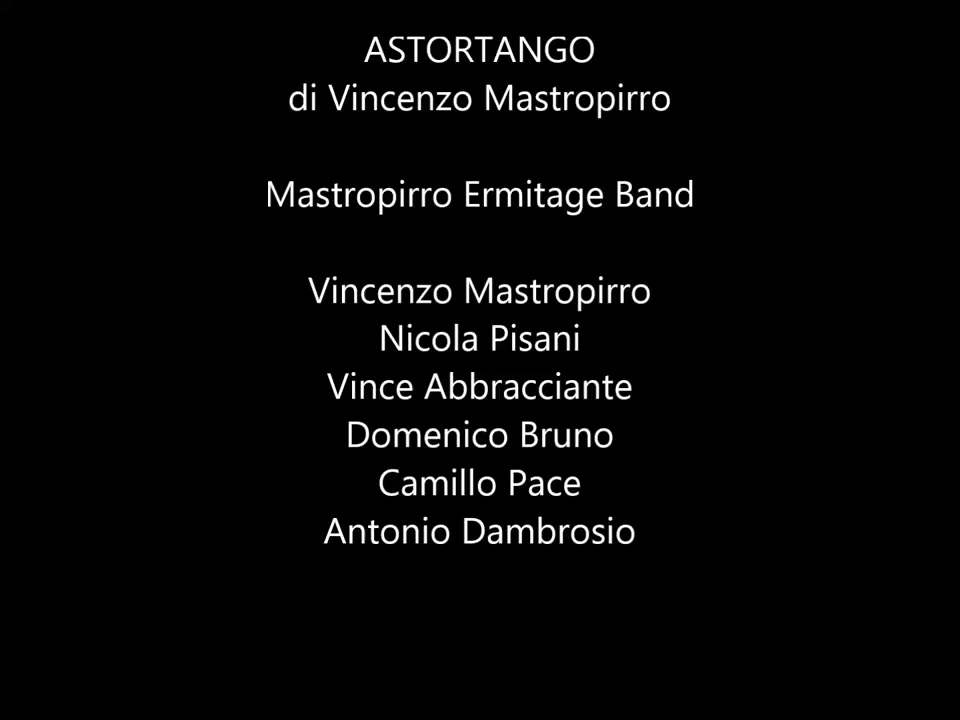 ASTORTANGO
di Vincenzo Mastropirro
Mastropirro Ermitage Band
Vincenzo Mastropirro
Nicola Pisani
Vince Abbracciante
Domenico Bruno
Camillo Pace
Antonio Dambrosio